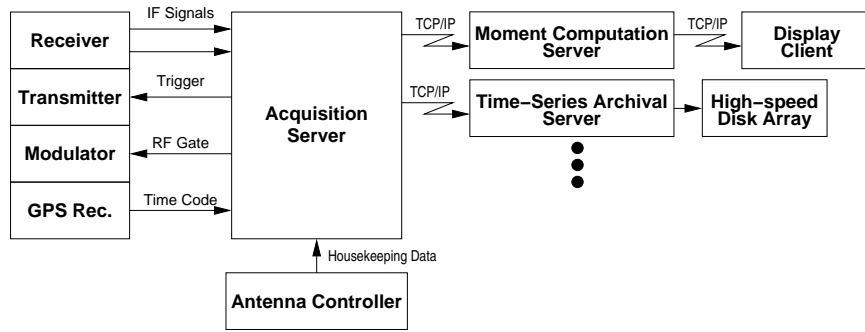 Receiver
Transmitter
Modulator
GPS Rec.
IF Signals
Trigger
RF Gate
Time Code
Acquisition
Server
Housekeeping Data
Antenna Controller
TCP/IP
Moment Computation
Server
TCP/IP
Display
Client
TCP/IP
Time−Series Archival
Server
High−speed
Disk Array